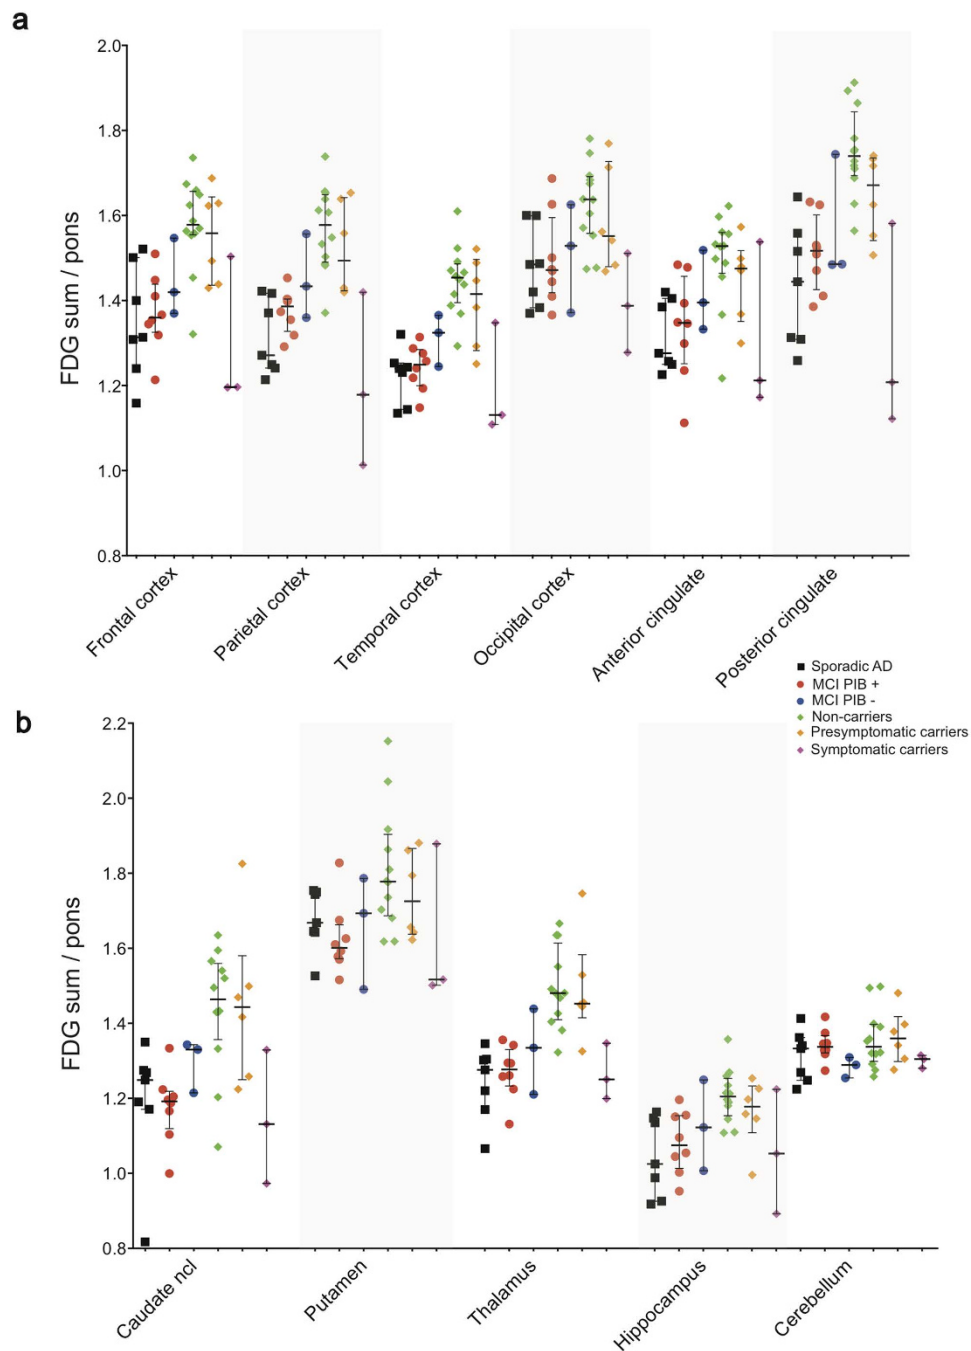 a
2.0
1.8
1.6
1.4
1.2
1.0
0.8
FDG sum / pons
Frontal cortex
Parietal cortex
Temporal cortex
Occipital cortex
Anterior cingulate
Posterior cingulate
Sporadic AD
MCI PIB +
MCI PIB -
Non-carriers
Presymptomatic carriers
Symptomatic carriers
b
2.2
2.0
1.8
1.6
1.4
1.2
1.0
0.8
FDG sum / pons
Caudate ncl
Putamen
Thalamus
Hippocampus
Cerebellum